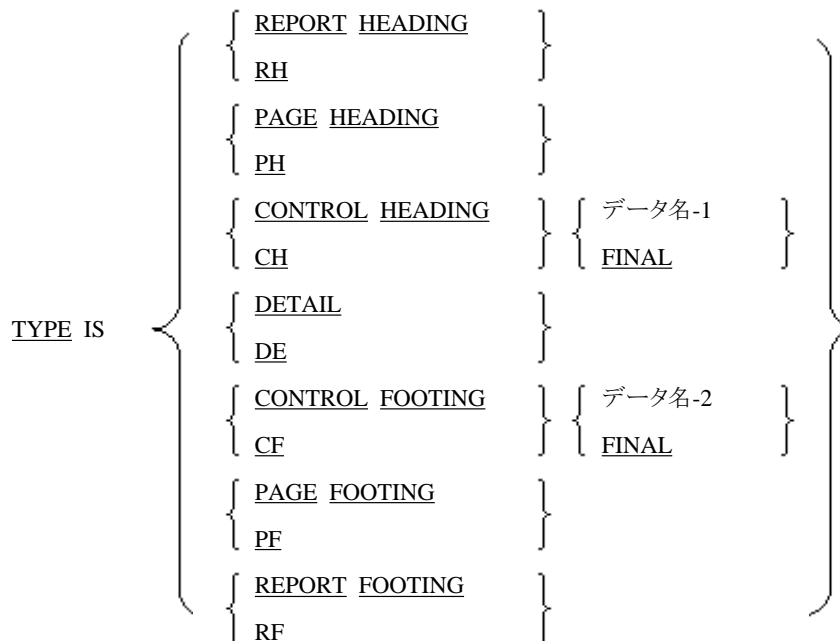 REPORT HEADING
RH
PAGE HEADING
PH
CONTROL HEADING データ名-1
CH FINAL
DETAIL
TYPE IS
DE
CONTROL FOOTING データ名-2
CF FINAL
PAGE FOOTING
PF
REPORT FOOTING
RF